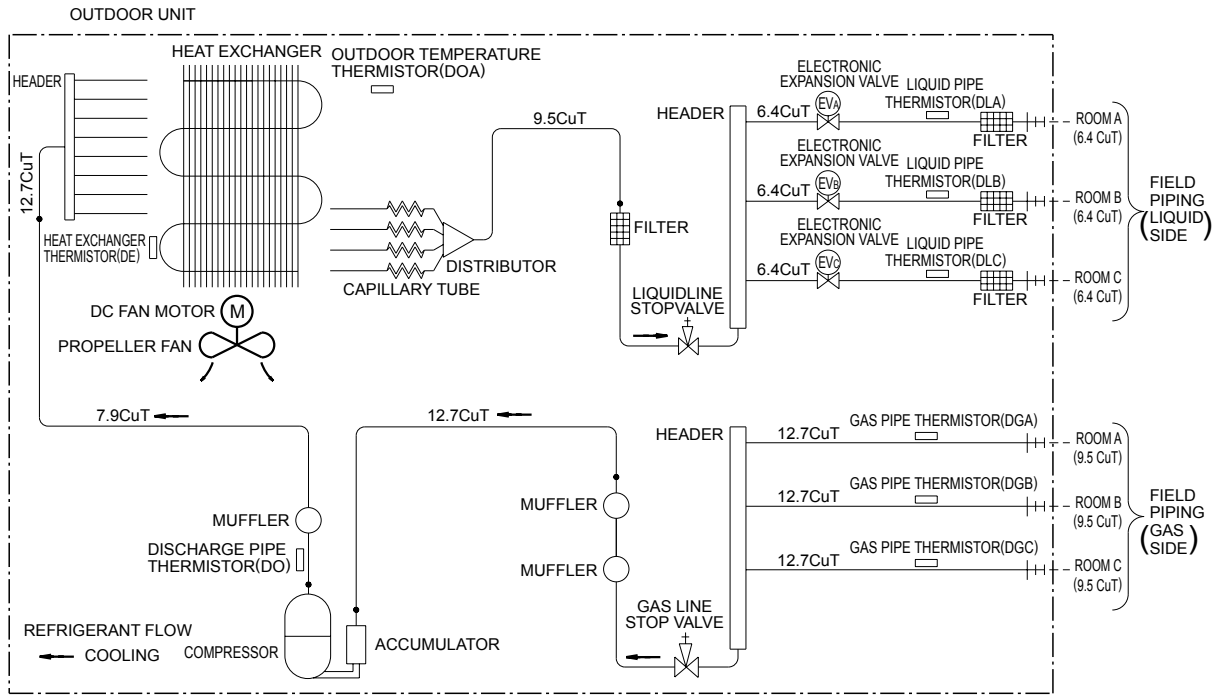 OUTDOOR UNIT
HEAT EXCHANGER
OUTDOOR TEMPERATURE
THERMISTOR(DOA)
HEADER
12.7CuT
HEAT EXCHANGER
THERMISTOR(DE)
DC FAN MOTOR
M
PROPELLER FAN
CAPILLARY TUBE
DISTRIBUTOR
9.5CuT
FILTER
LIQUIDLINE
STOPVALVE
HEADER
ELECTRONIC
EXPANSION VALVE
6.4CuT
EVA
LIQUID PIPE
THERMISTOR(DLA)
FILTER
ROOM A
(6.4 CuT)
ELECTRONIC
EXPANSION VALVE
6.4CuT
EVB
LIQUID PIPE
THERMISTOR(DLB)
FILTER
ROOM B
(6.4 CuT)
ELECTRONIC
EXPANSION VALVE
6.4CuT
EVC
LIQUID PIPE
THERMISTOR(DLC)
FILTER
ROOM C
(6.4 CuT)
FIELD
PIPING
(LIQUID
SIDE)
7.9CuT
12.7CuT
MUFFLER
DISCHARGE PIPE
THERMISTOR(DO)
COMPRESSOR
ACCUMULATOR
REFRIGERANT FLOW
COOLING
MUFFLER
MUFFLER
GAS LINE
STOP VALVE
HEADER
12.7CuT
GAS PIPE THERMISTOR(DGA)
ROOM A
(9.5 CuT)
12.7CuT
GAS PIPE THERMISTOR(DGB)
ROOM B
(9.5 CuT)
12.7CuT
GAS PIPE THERMISTOR(DGC)
ROOM C
(9.5 CuT)
FIELD
PIPING
(GAS
SIDE)